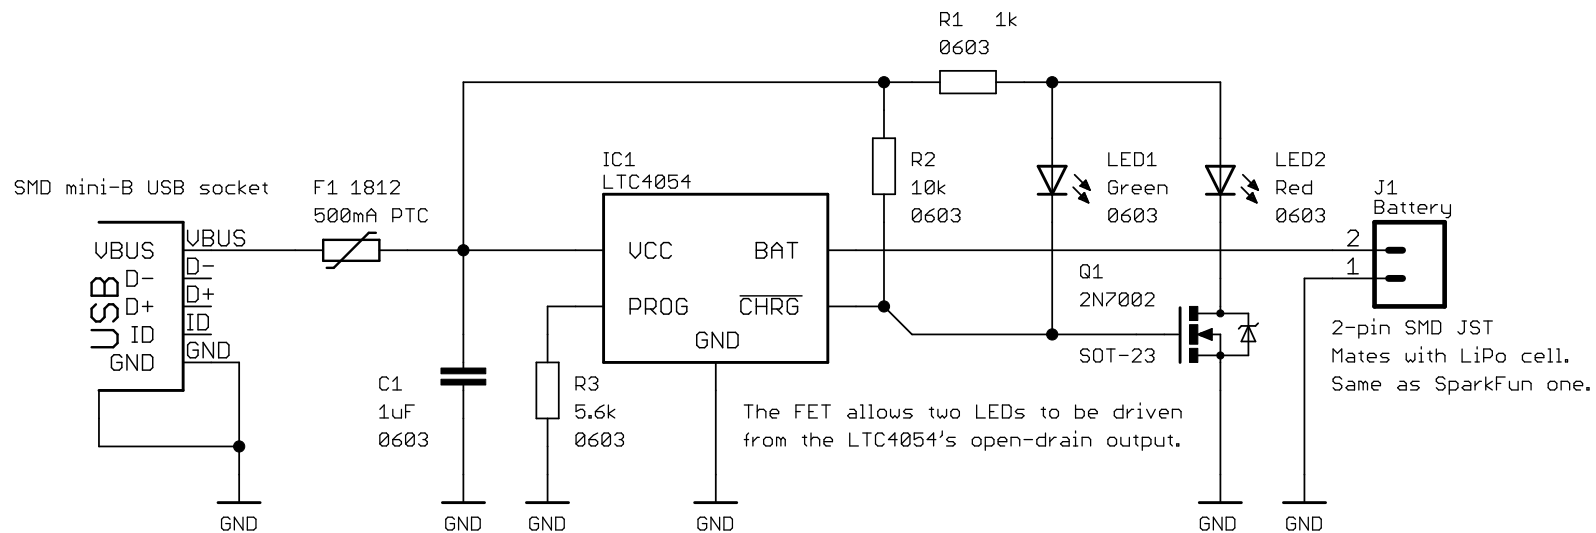 R1 1k
0603
SMD mini-B USB socket
F1 1812
500mA PTC
IC1
LTC4054
R2
10k
0603
LED1
Green
0603
LED2
Red
0603
J1
Battery
VBUS
D-
D+
ID
GND
USB
VBUS
D-
D+
ID
GND
VCC
BAT
PROG
CHRG
GND
2
1
Q1
2N7002
SOT-23
2-pin SMD JST
Mates with LiPo cell.
Same as SparkFun one.
C1
1uF
0603
R3
5.6k
0603
The FET allows two LEDs to be driven
from the LTC4054's open-drain output.
GND
GND
GND
GND
GND
GND